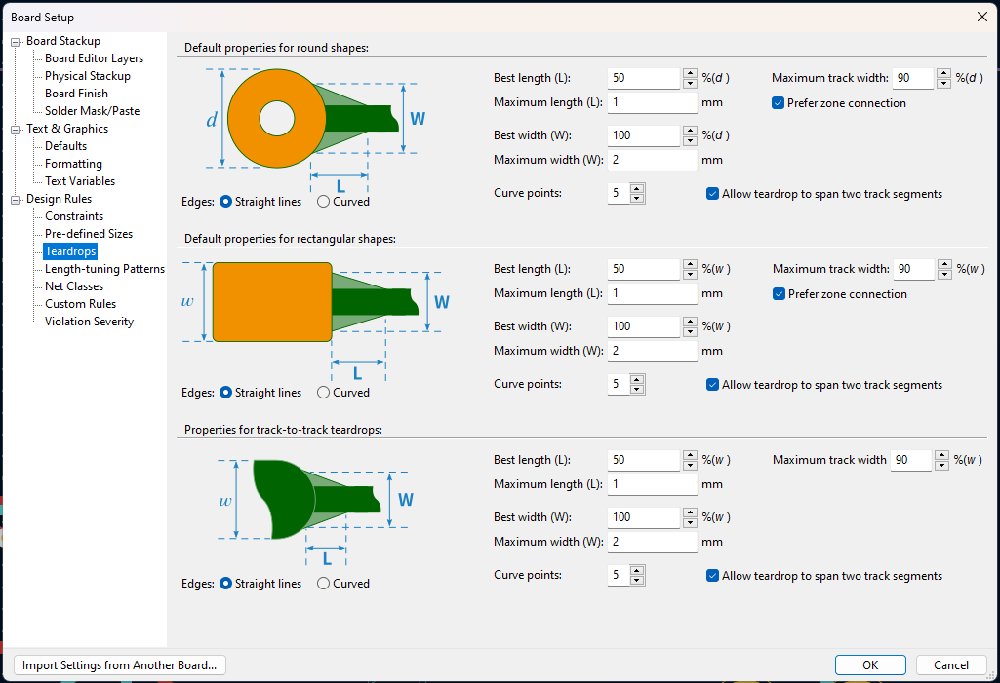 Board Setup
Board Stackup
Board Editor Layers
Physical Stackup
Board Finish
Solder Mask/Paste
Text & Graphics
Defaults
Formatting
Text Variables
Design Rules
Constraints
Pre-defined Sizes
Teardrops
Length-tuning Patterns
Net Classes
Custom Rules
Violation Severity
Default properties for round shapes:
d
W
L
Edges: Straight lines Curved
Best length (L): 50 %(d ) Maximum track width: 90 %(d )
Maximum length (L): 1 mm Prefer zone connection
Best width (W): 100 %(d )
Maximum width (W): 2 mm
Curve points: 5 Allow teardrop to span two track segments
Default properties for rectangular shapes:
w
W
L
Edges: Straight lines Curved
Best length (L): 50 %(w ) Maximum track width: 90 %(w )
Maximum length (L): 1 mm Prefer zone connection
Best width (W): 100 %(w )
Maximum width (W): 2 mm
Curve points: 5 Allow teardrop to span two track segments
Properties for track-to-track teardrops:
w
W
L
Edges: Straight lines Curved
Best length (L): 50 %(w ) Maximum track width 90 %(w )
Maximum length (L): 1 mm
Best width (W): 100 %(w )
Maximum width (W): 2 mm
Curve points: 5 Allow teardrop to span two track segments
Import Settings from Another Board... OK Cancel